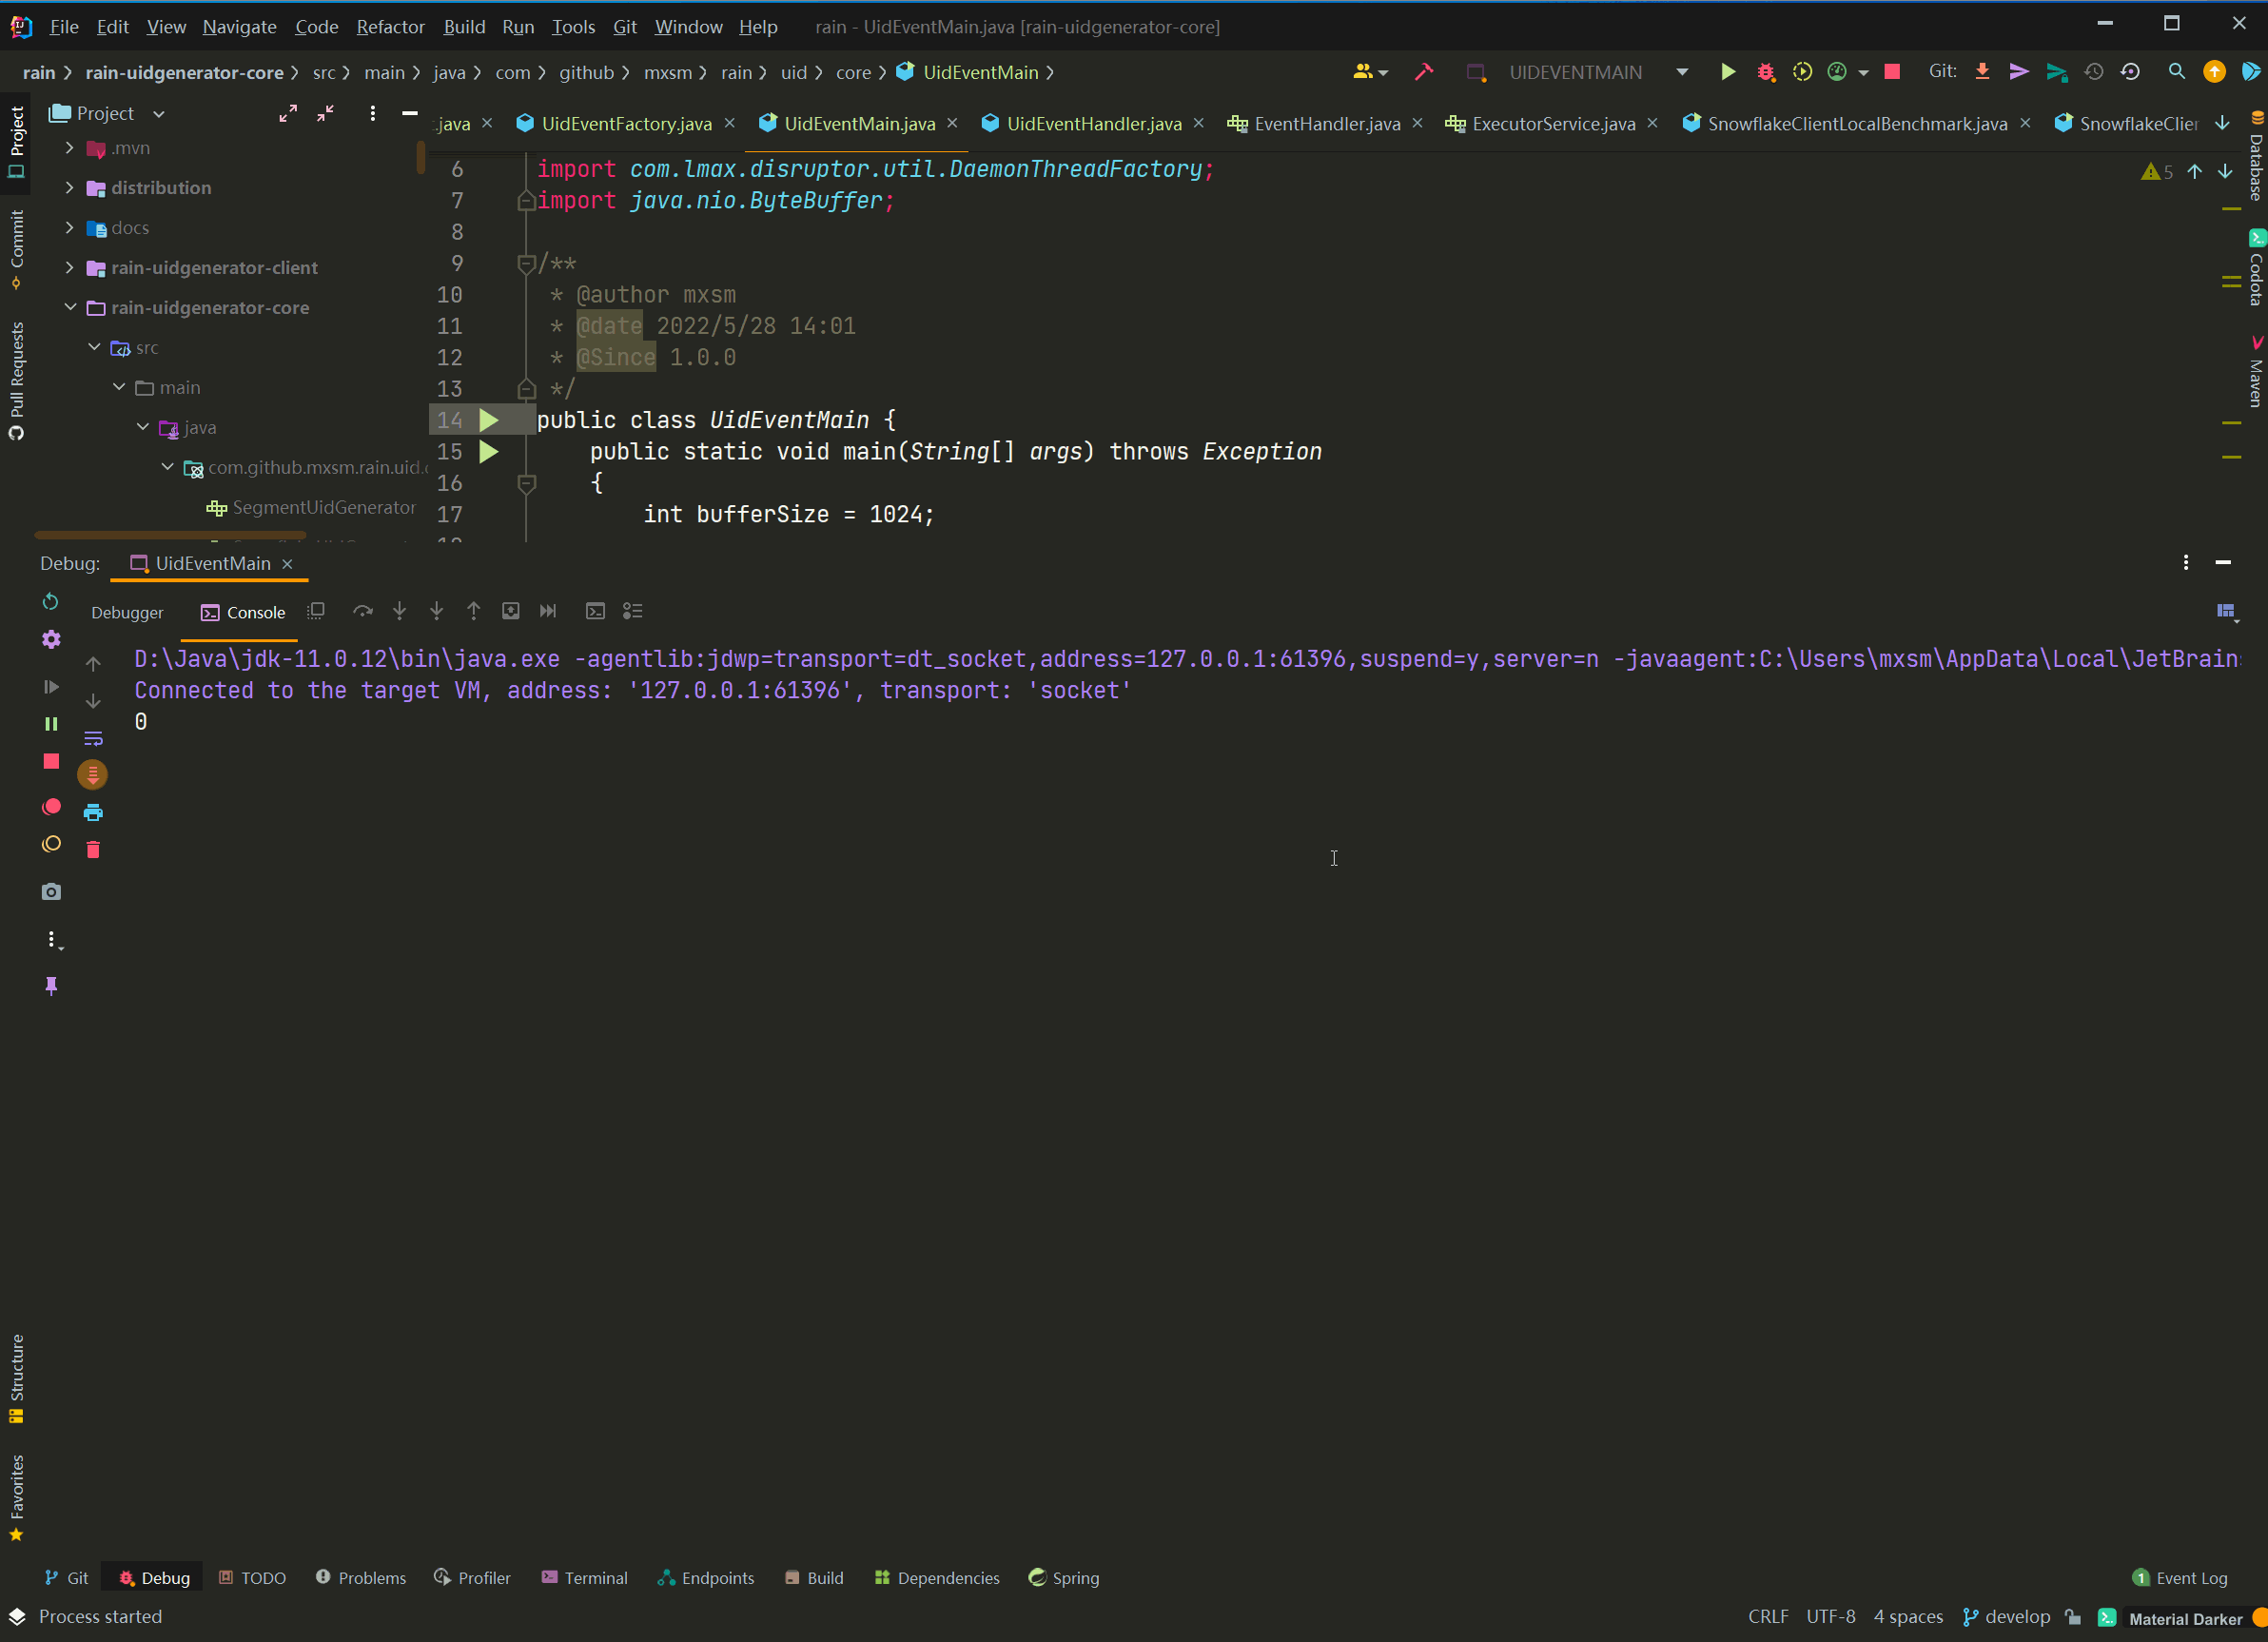 File Edit View Navigate Code Refactor Build Run Tools Git Window Help rain - UidEventMain.java [rain-uidgenerator-core]
rain rain-uidgenerator-core src main java com github mxsm rain uid core UidEventMain UIDEVENTMAIN Git:
Project
.java UidEventFactory.java UidEventMain.java UidEventHandler.java EventHandler.java ExecutorService.java SnowflakeClientLocalBenchmark.java SnowflakeClier
.mvn
distribution
docs
rain-uidgenerator-client
rain-uidgenerator-core
src
main
java
com.github.mxsm.rain.uid.
SegmentUidGenerator
Project
Commit
Pull Requests
6 import com.lmax.disruptor.util.DaemonThreadFactory;
7 import java.nio.ByteBuffer;
8
9 /**
10 * @author mxsm
11 * @date 2022/5/28 14:01
12 * @Since 1.0.0
13 */
14 public class UidEventMain {
15 public static void main(String[] args) throws Exception
16 {
17 int bufferSize = 1024;
5
Database
Codota
Maven
Debug: UidEventMain
Debugger Console
D:\Java\jdk-11.0.12\bin\java.exe -agentlib:jdwp=transport=dt_socket,address=127.0.0.1:61396,suspend=y,server=n -javaagent:C:\Users\mxsm\AppData\Local\JetBrain
Connected to the target VM, address: '127.0.0.1:61396', transport: 'socket'
0
Structure
Favorites
Git Debug TODO Problems Profiler Terminal Endpoints Build Dependencies Spring 1 Event Log
Process started CRLF UTF-8 4 spaces develop Material Darker